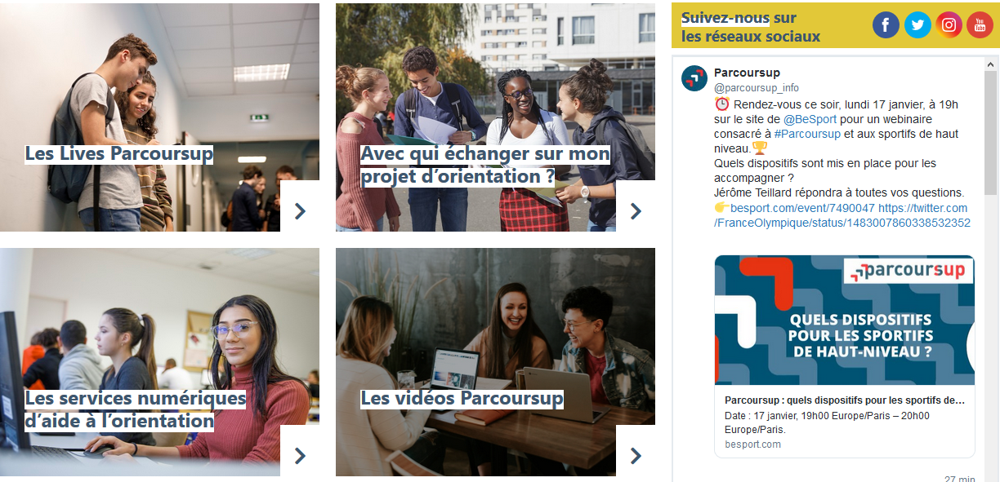 Les Lives Parcoursup
Avec qui échanger sur mon
projet d’orientation ?
Les services numériques
d’aide à l’orientation
Les vidéos Parcoursup
Suivez-nous sur
les réseaux sociaux
You
Tube
Parcoursup
@parcoursup_info
Rendez-vous ce soir, lundi 17 janvier, à 19h
sur le site de @BeSport pour un webinaire
consacré à #Parcoursup et aux sportifs de haut
niveau.
Quels dispositifs sont mis en place pour les
accompagner ?
Jérôme Teillard répondra à toutes vos questions.
besport.com/event/7490047 https://twitter.com
/FranceOlympique/status/1483007860338532352
parcoursup
QUELS DISPOSITIFS
POUR LES SPORTIFS
DE HAUT-NIVEAU ?
Parcoursup : quels dispositifs pour les sportifs de…
Date : 17 janvier, 19h00 Europe/Paris – 20h00
Europe/Paris.
besport.com
27 min